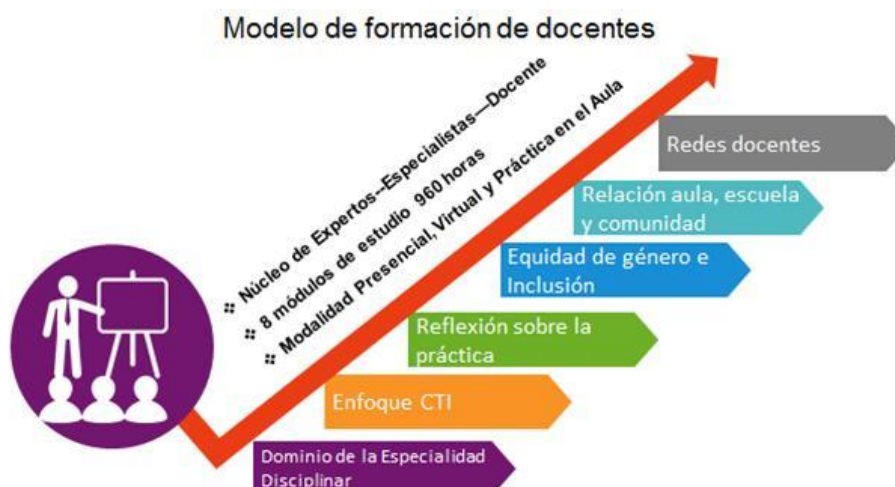 Modelo de formación de docentes
Núcleo de Expertos--Especialistas—Docente
8 módulos de estudio 960 horas
Modalidad Presencial, Virtual y Práctica en el Aula
Redes docentes
Relación aula, escuela
y comunidad
Equidad de género e
Inclusión
Reflexión sobre la
práctica
Enfoque CTI
Dominio de la Especialidad
Disciplinar